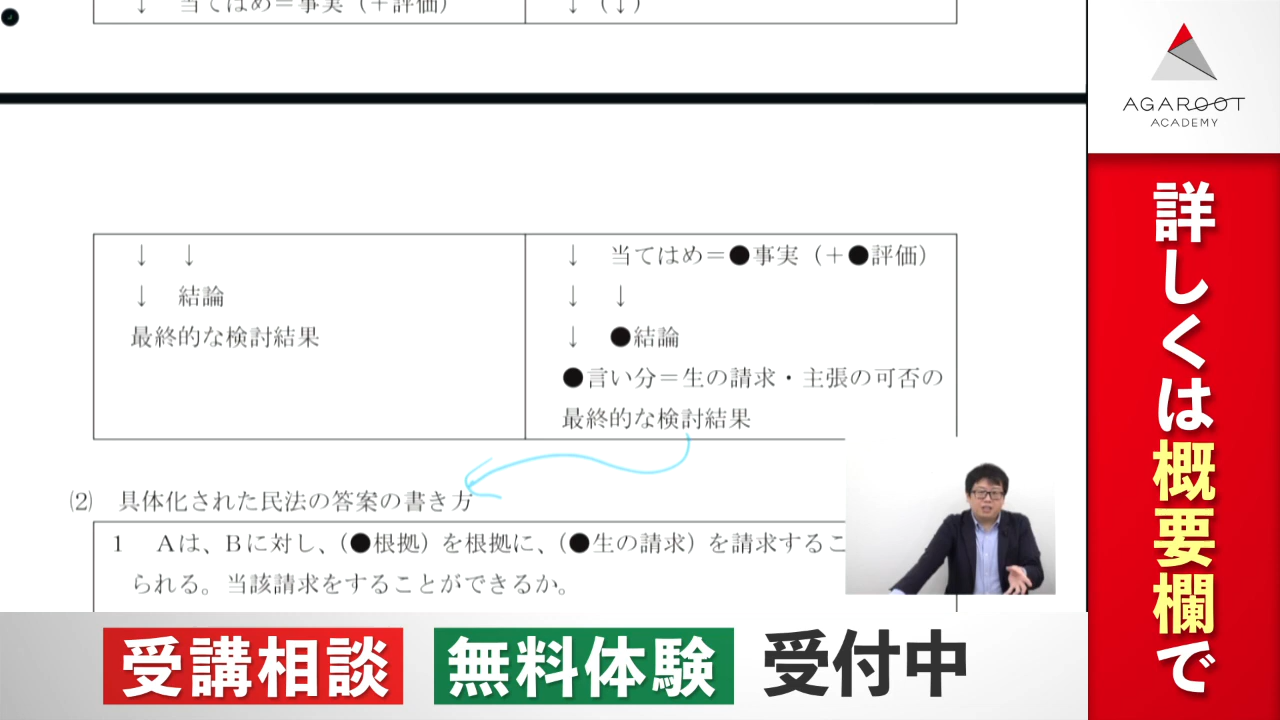 ↓ 当てはめ＝事実（＋評価）
↓（↓）
↓ ↓
↓ 結論
最終的な検討結果
↓ 当てはめ＝●事実（＋●評価）
↓ ↓
↓ ●結論
●言い分＝生の請求・主張の可否の
最終的な検討結果
⑵ 具体化された民法の答案の書き方
１ Ａは、Ｂに対し、（●根拠）を根拠に、（●生の請求）を請求するこ
られる。当該請求をすることができるか。
AGAROOT
ACADEMY
詳しくは概要欄で
受講相談 無料体験 受付中